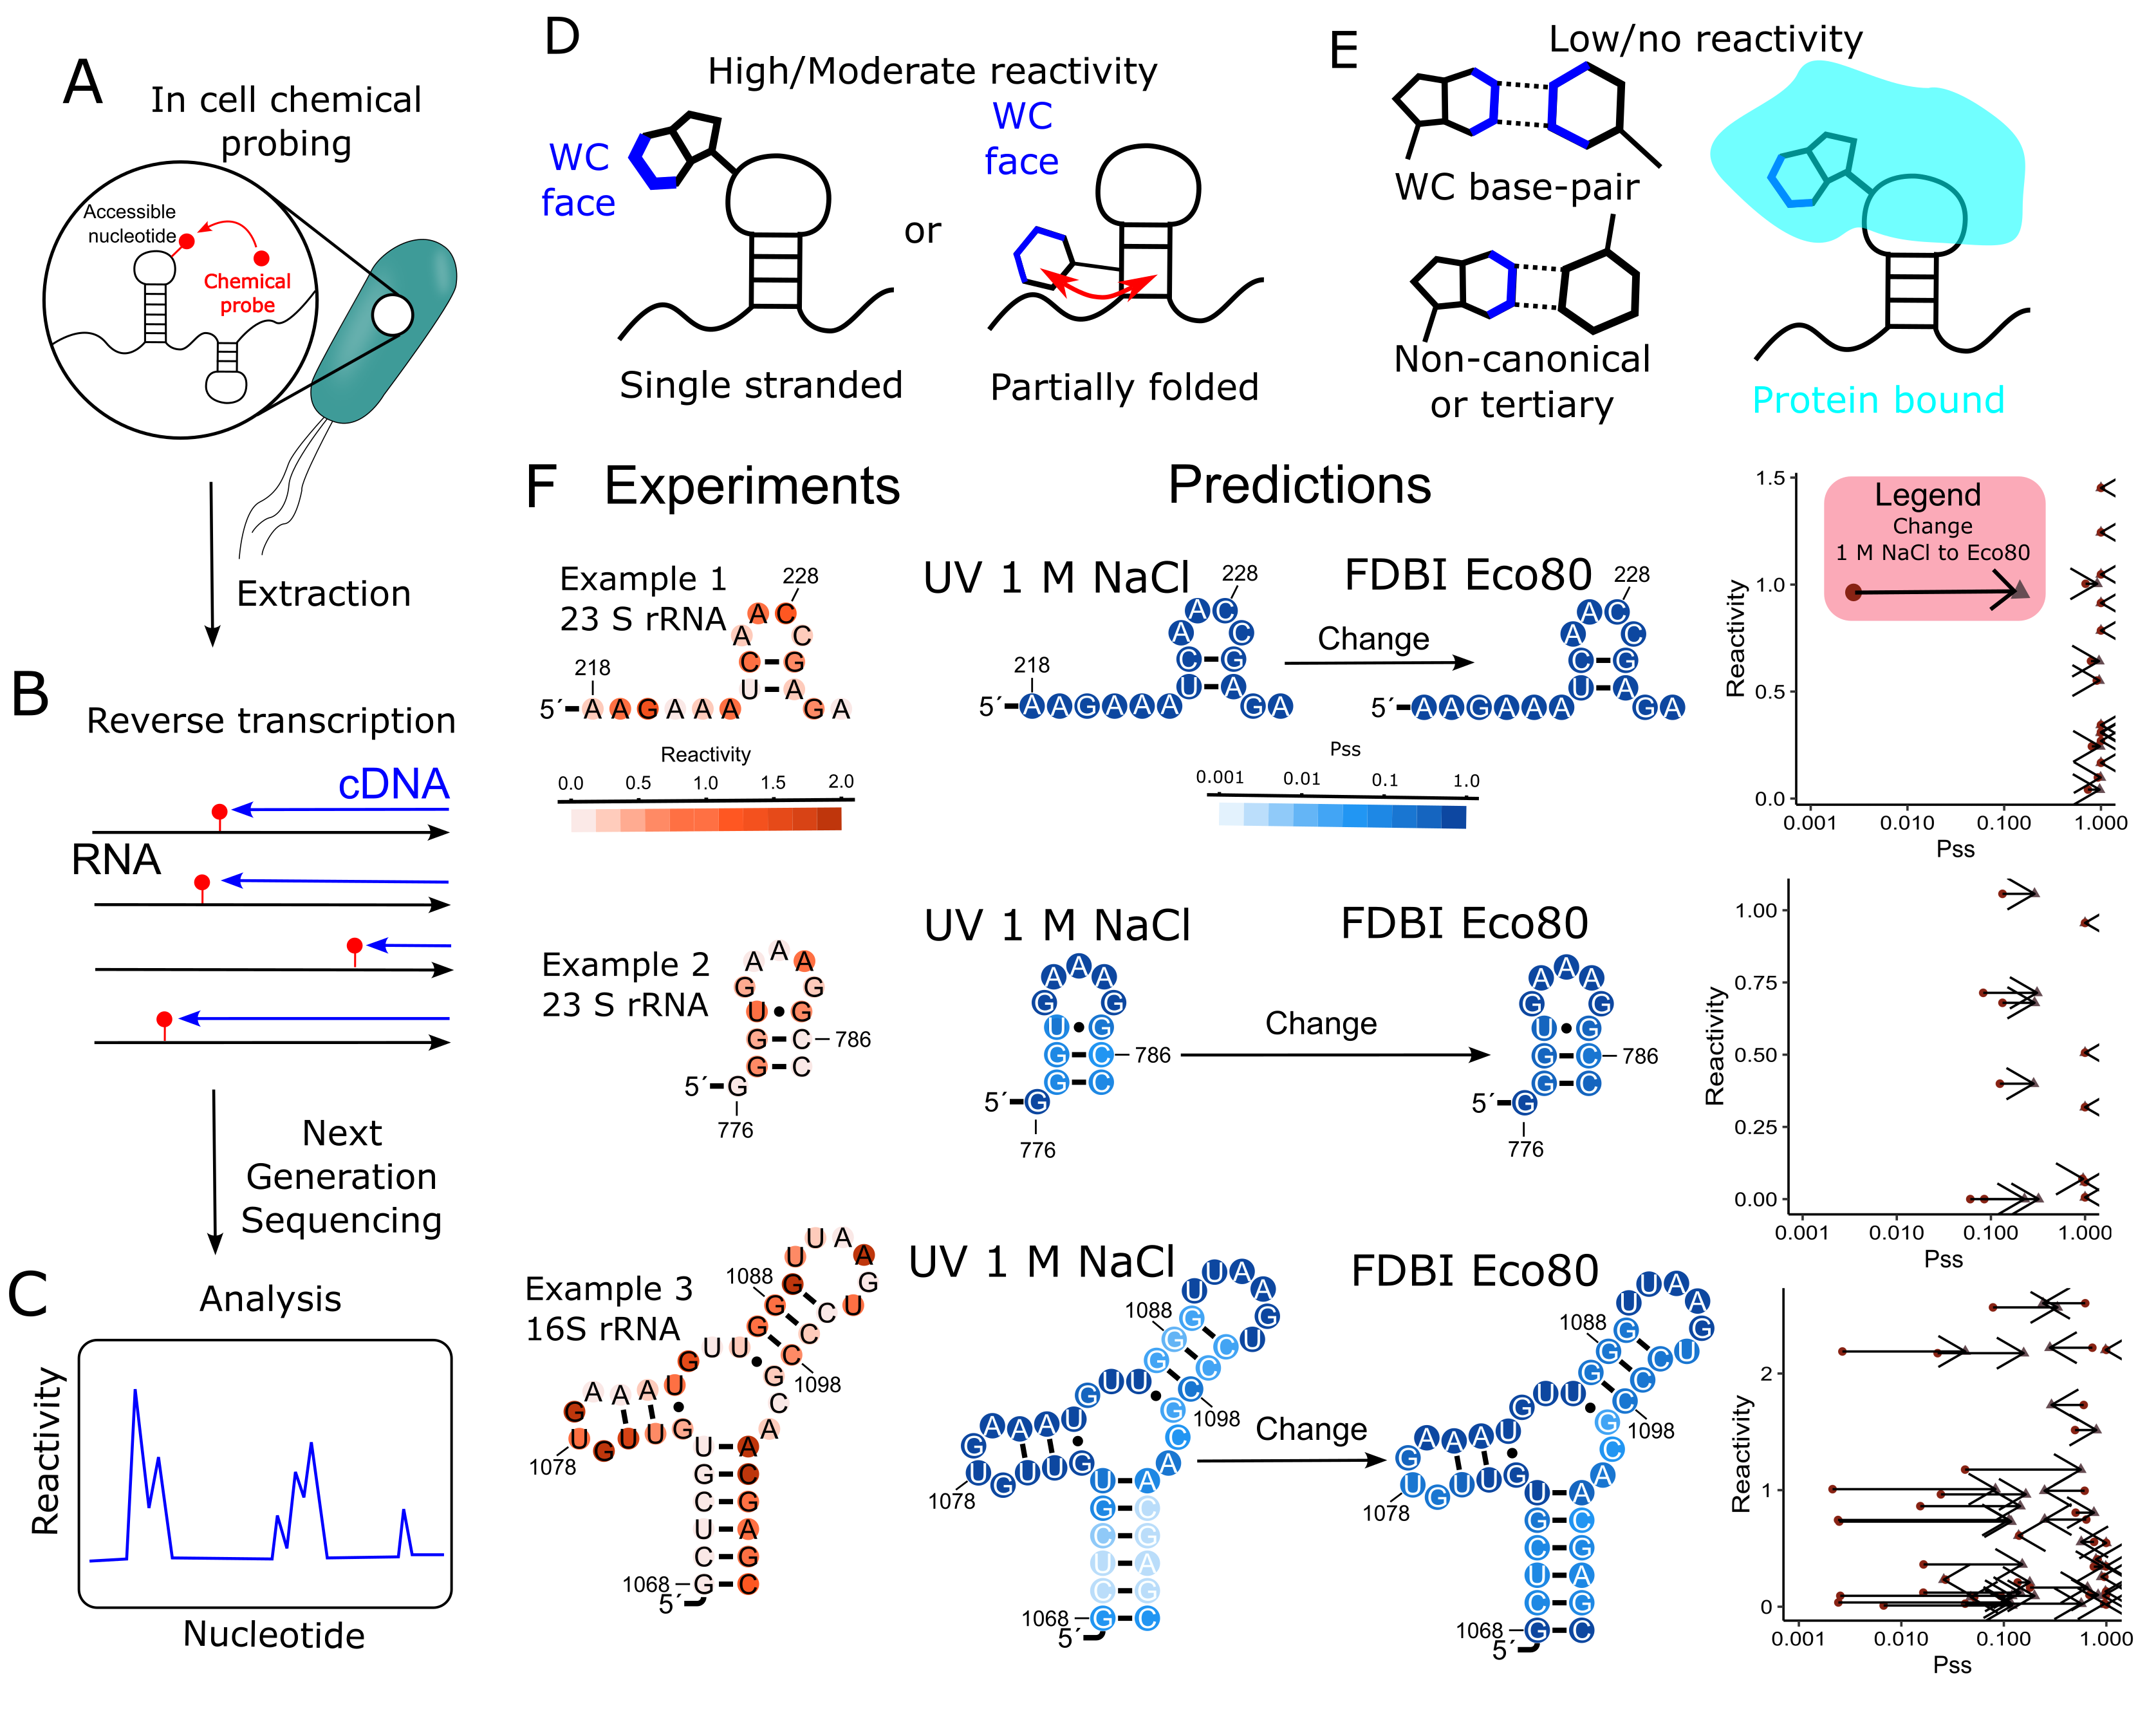 A
In cell chemical
probing
Accessible
nucleotide
Chemical
probe
Extraction
B
Reverse transcription
cDNA
RNA
Next
Generation
Sequencing
C
Analysis
Reactivity
Nucleotide
D
High/Moderate reactivity
WC
face
WC
face
or
Single stranded
Partially folded
E
Low/no reactivity
WC base-pair
Non-canonical
or tertiary
Protein bound
F Experiments
Predictions
Example 1
23 S rRNA
228
218
5´ A A G A A A U C A A C C G A G A
Reactivity
0.0 0.5 1.0 1.5 2.0
UV 1 M NaCl
228
218
5´ A A G A A A U C A A C C G A G A
Change
FDBI Eco80
228
5´ A A G A A A U C A A C C G A G A
Pss
0.001 0.01 0.1 1.0
Legend
Change
1 M NaCl to Eco80
Reactivity
1.5
1.0
0.5
0.0
0.001 0.010 0.100 1.000
Pss
Example 2
23 S rRNA
5´ G G G U G A A A G G C C
786
776
UV 1 M NaCl
5´ G G G U G A A A G G C C
786
776
Change
FDBI Eco80
5´ G G G U G A A A G G C C
786
776
Reactivity
1.00
0.75
0.50
0.25
0.00
0.001 0.010 0.100 1.000
Pss
Example 3
16S rRNA
1088
1098
1078
1068
5´ G C U C G U G U U G U G A A A U G U U G G G U U A A G U C C C G C A A C G A G C
UV 1 M NaCl
1088
1098
1078
1068
5´ G C U C G U G U U G U G A A A U G U U G G G U U A A G U C C C G C A A C G A G C
Change
FDBI Eco80
1088
1098
1078
1068
5´ G C U C G U G U U G U G A A A U G U U G G G U U A A G U C C C G C A A C G A G C
Reactivity
2
1
0
0.001 0.010 0.100 1.000
Pss